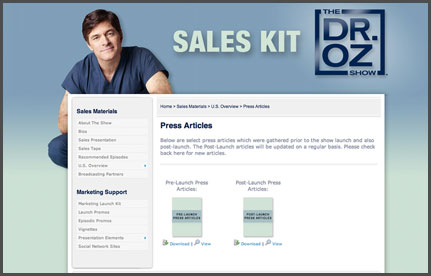 SALES KIT
THE
DR.
OZ
SHOW
Sales Materials
About The Show
Bios
Sales Presentation
Sales Tape
Recommended Episodes
U.S. Overview
Broadcasting Partners
Marketing Support
Marketing Launch Kit
Launch Promos
Episodic Promos
Vignettes
Presentation Elements
Social Network Sites
Home > Sales Materials > U.S. Overview > Press Articles
Press Articles
Below are select press articles which were gathered prior to the show launch and also
post-launch. The Post-Launch articles will be updated on a regular basis. Please check
back here for new articles.
Pre-Launch Press
Articles:
PRE-LAUNCH
PRESS ARTICLES
Download | View
Post-Launch Press
Articles:
POST-LAUNCH
PRESS ARTICLES
Download | View